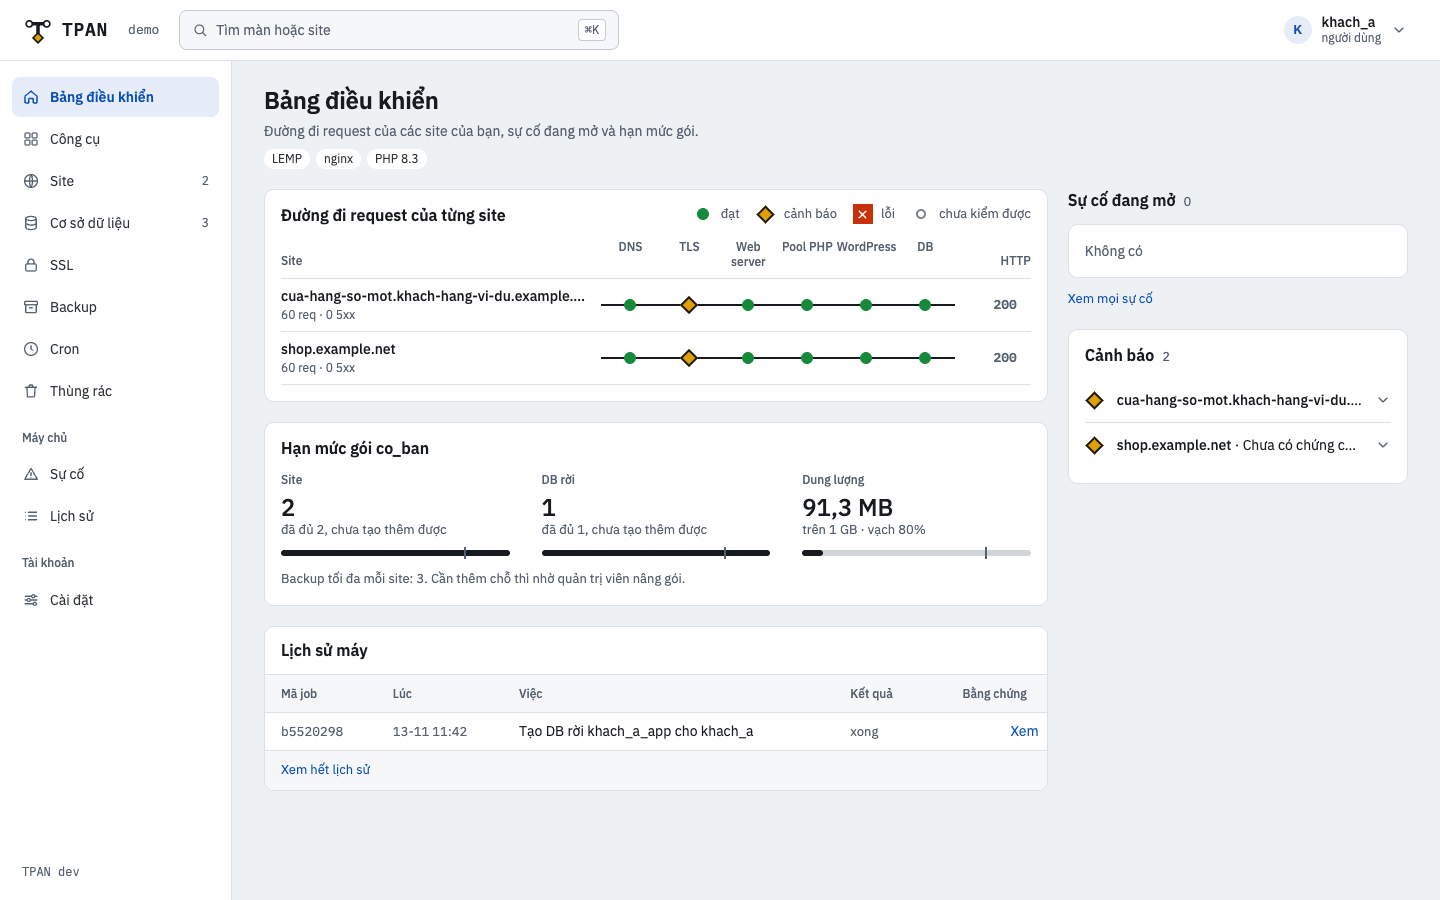 TPAN demo
Tìm màn hoặc site ⌘K
K khach_a
người dùng
Bảng điều khiển
Công cụ
Site 2
Cơ sở dữ liệu 3
SSL
Backup
Cron
Thùng rác
Máy chủ
Sự cố
Lịch sử
Tài khoản
Cài đặt
TPAN dev
Bảng điều khiển
Đường đi request của các site của bạn, sự cố đang mở và hạn mức gói.
LEMP nginx PHP 8.3
Đường đi request của từng site
đạt cảnh báo lỗi chưa kiểm được
Site DNS TLS Web server Pool PHP WordPress DB HTTP
cua-hang-so-mot.khach-hang-vi-du.example.... 200
60 req · 0 5xx
shop.example.net 200
60 req · 0 5xx
Hạn mức gói co_ban
Site DB rời Dung lượng
2 1 91,3 MB
đã đủ 2, chưa tạo thêm được đã đủ 1, chưa tạo thêm được trên 1 GB · vạch 80%
Backup tối đa mỗi site: 3. Cần thêm chỗ thì nhờ quản trị viên nâng gói.
Lịch sử máy
Mã job Lúc Việc Kết quả Bằng chứng
b5520298 13-11 11:42 Tạo DB rời khach_a_app cho khach_a xong Xem
Xem hết lịch sử
Sự cố đang mở 0
Không có
Xem mọi sự cố
Cảnh báo 2
cua-hang-so-mot.khach-hang-vi-du....
shop.example.net · Chưa có chứng c...